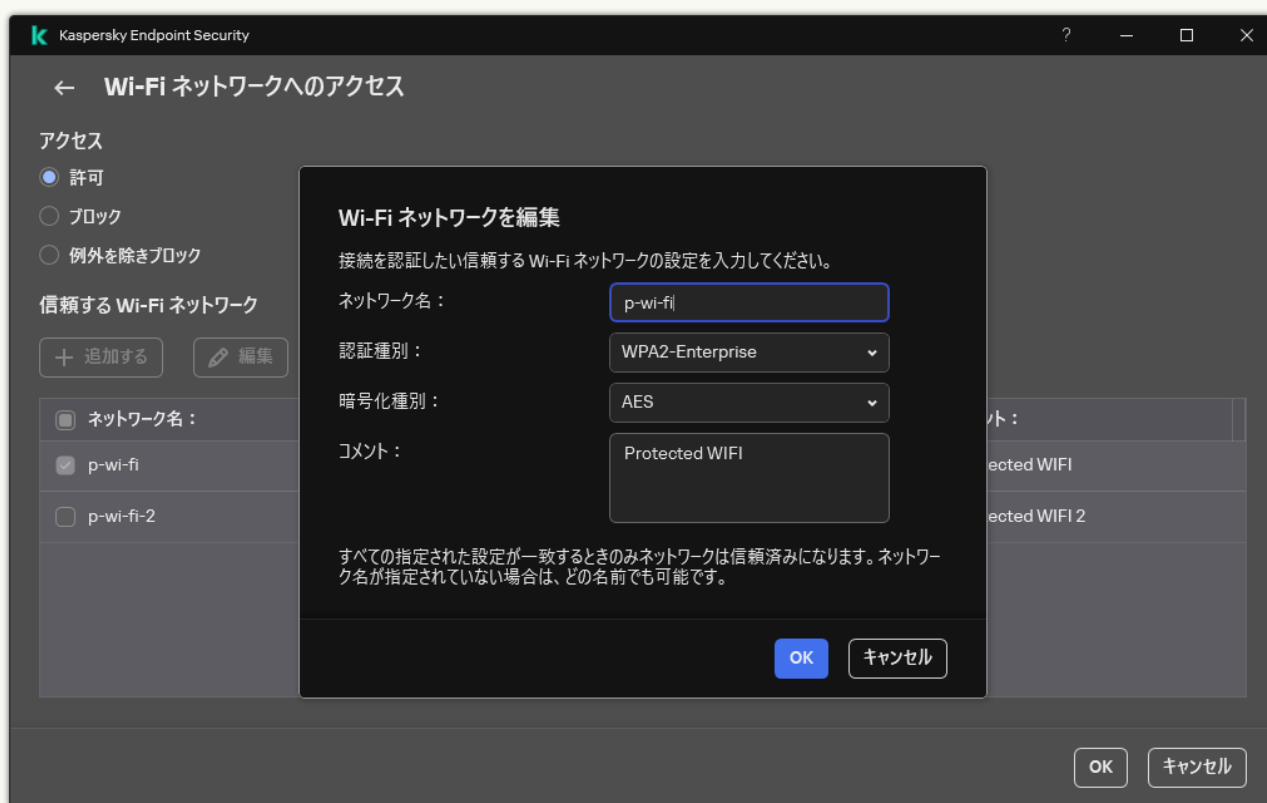 Kaspersky Endpoint Security
Wi-Fi ネットワークへのアクセス
アクセス
許可
ブロック
例外を除きブロック
信頼する Wi-Fi ネットワーク
追加する 編集
ネットワーク名：
ント：
p-wi-fi
ected WIFI
p-wi-fi-2
ected WIFI 2
Wi-Fi ネットワークを編集
接続を認証したい信頼する Wi-Fi ネットワークの設定を入力してください。
ネットワーク名： p-wi-fi
認証種別： WPA2-Enterprise
暗号化種別： AES
コメント： Protected WIFI
すべての指定された設定が一致するときのみネットワークは信頼済みになります。ネットワー
ク名が指定されていない場合は、どの名前でも可能です。
OK キャンセル
OK キャンセル